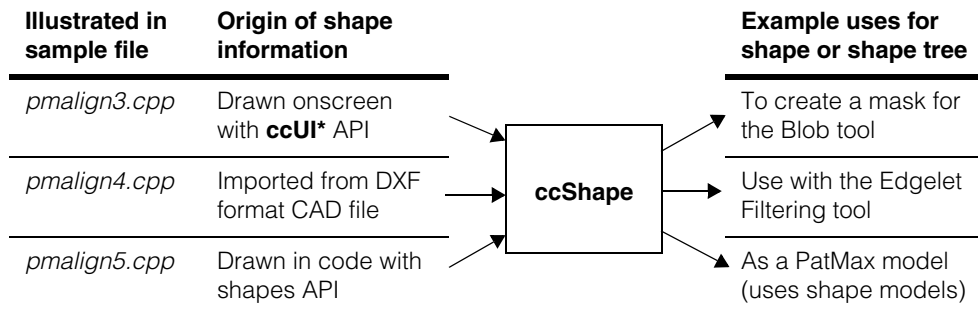 Illustrated in
sample file
Origin of shape
information
Example uses for
shape or shape tree
pmalign3.cpp
Drawn onscreen
with ccUI* API
To create a mask for
the Blob tool
pmalign4.cpp
Imported from DXF
format CAD file
ccShape
Use with the Edgelet
Filtering tool
pmalign5.cpp
Drawn in code with
shapes API
As a PatMax model
(uses shape models)